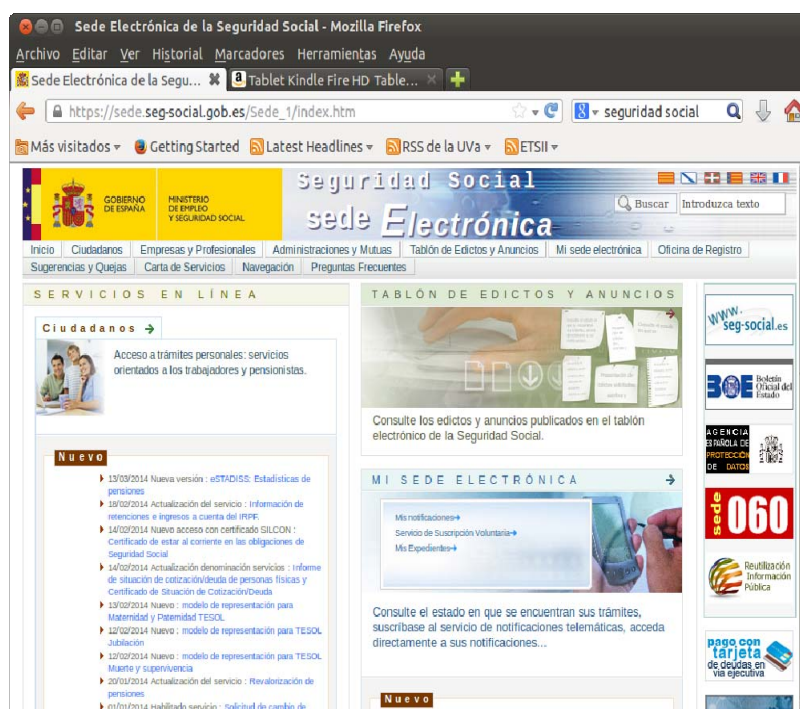 Sede Electrónica de la Seguridad Social - Mozilla Firefox
Archivo Editar Ver Historial Marcadores Herramientas Ayuda
Sede Electrónica de la Segu... Tablet Kindle Fire HD Table...
https://sede.seg-social.gob.es/Sede_1/index.htm
seguridad social
Más visitados Getting Started Latest Headlines RSS de la UVa ETSII
GOBIERNO
DE ESPAÑA
MINISTERIO
DE EMPLEO
Y SEGURIDAD SOCIAL
Seguridad Social
sede Electrónica
Buscar Introduzca texto
Inicio Ciudadanos Empresas y Profesionales Administraciones y Mutuas Tablón de Edictos y Anuncios Mi sede electrónica Oficina de Registro
Sugerencias y Quejas Carta de Servicios Navegación Preguntas Frecuentes
SERVICIOS EN LÍNEA
Ciudadanos
Acceso a trámites personales: servicios
orientados a los trabajadores y pensionistas.
Nuevo
13/03/2014 Nueva versión : eSTADISS: Estadísticas de
pensiones
18/02/2014 Actualización del servicio : Información de
retenciones e ingresos a cuenta del IRPF.
14/02/2014 Nuevo acceso con certificado SILCON :
Certificado de estar al corriente en las obligaciones de
Seguridad Social
14/02/2014 Actualización denominación servicios : Informe
de situación de cotización/deuda de personas físicas y
Certificado de Situación de Cotización/Deuda
13/02/2014 Nuevo : modelo de representación para
Maternidad y Paternidad TESOL
12/02/2014 Nuevo : modelo de representación para TESOL
Jubilación
12/02/2014 Nuevo : modelo de representación para TESOL
Muerte y supervivencia
20/01/2014 Actualización del servicio : Revalorización de
pensiones
01/01/2014 Habilitado servicio : Solicitud de cambio de
TABLÓN DE EDICTOS Y ANUNCIOS
Consulte los edictos y anuncios publicados en el tablón
electrónico de la Seguridad Social.
MI SEDE ELECTRÓNICA
Mis notificaciones
Servicio de Suscripción Voluntaria
Mis Expedientes
Consulte el estado en que se encuentran sus trámites,
suscríbase al servicio de notificaciones telemáticas, acceda
directamente a sus notificaciones...
Nuevo
www.
seg-social.es
BOE Boletín
Oficial del
Estado
AGENCIA
ESPAÑOLA DE
PROTECCIÓN
DE DATOS
sede 060
Reutilización
Información
Pública
pago con
tarjeta
de deudas en
vía ejecutiva